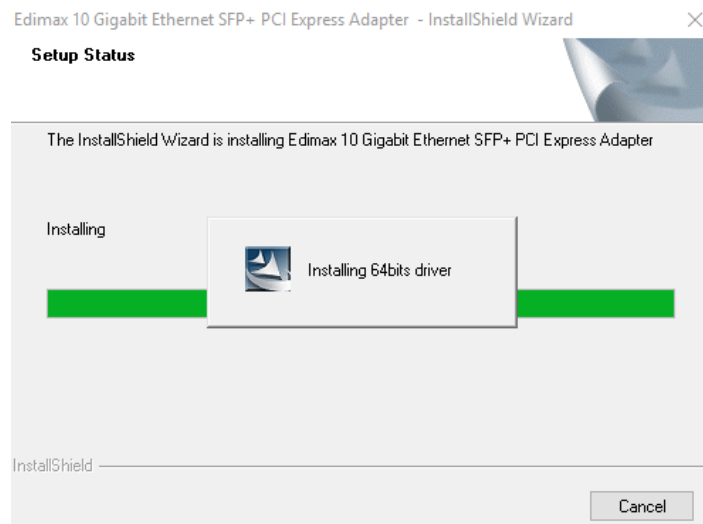 Edimax 10 Gigabit Ethernet SFP+ PCI Express Adapter - InstallShield Wizard
Setup Status
The InstallShield Wizard is installing Edimax 10 Gigabit Ethernet SFP+ PCI Express Adapter
Installing
Installing 64bits driver
InstallShield
Cancel